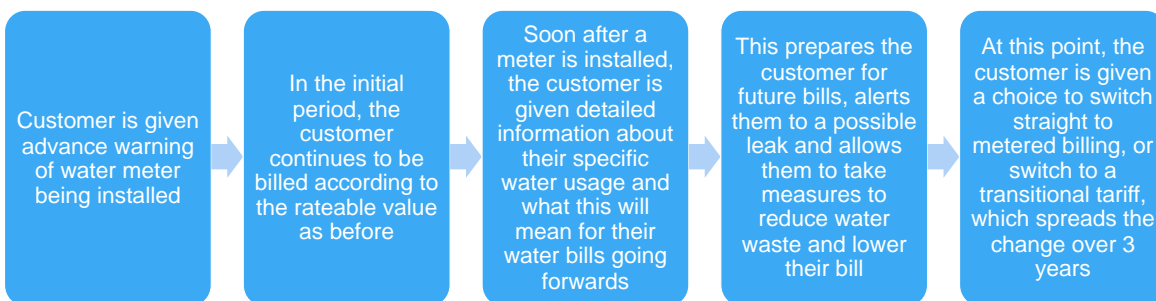 Customer is given
advance warning
of water meter
being installed
In the initial
period, the
customer
continues to be
billed according to
the rateable value
as before
Soon after a
meter is installed,
the customer is
given detailed
information about
their specific
water usage and
what this will
mean for their
water bills going
forwards
This prepares the
customer for
future bills, alerts
them to a possible
leak and allows
them to take
measures to
reduce water
waste and lower
their bill
At this point, the
customer is given
a choice to switch
straight to
metered billing, or
switch to a
transitional tariff,
which spreads the
change over 3
years